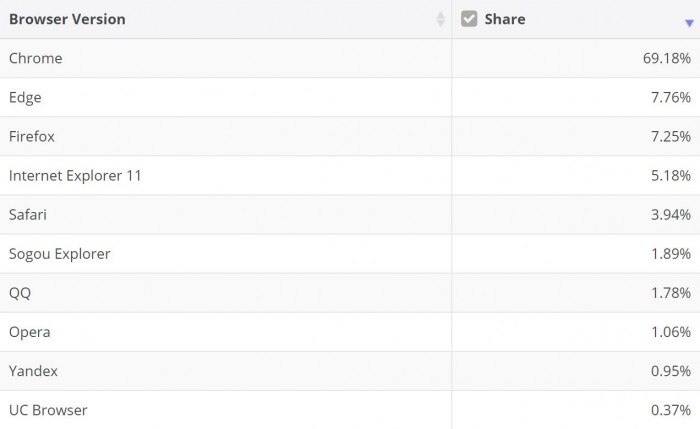 Browser Version Share
Chrome 69.18%
Edge 7.76%
Firefox 7.25%
Internet Explorer 11 5.18%
Safari 3.94%
Sogou Explorer 1.89%
QQ 1.78%
Opera 1.06%
Yandex 0.95%
UC Browser 0.37%